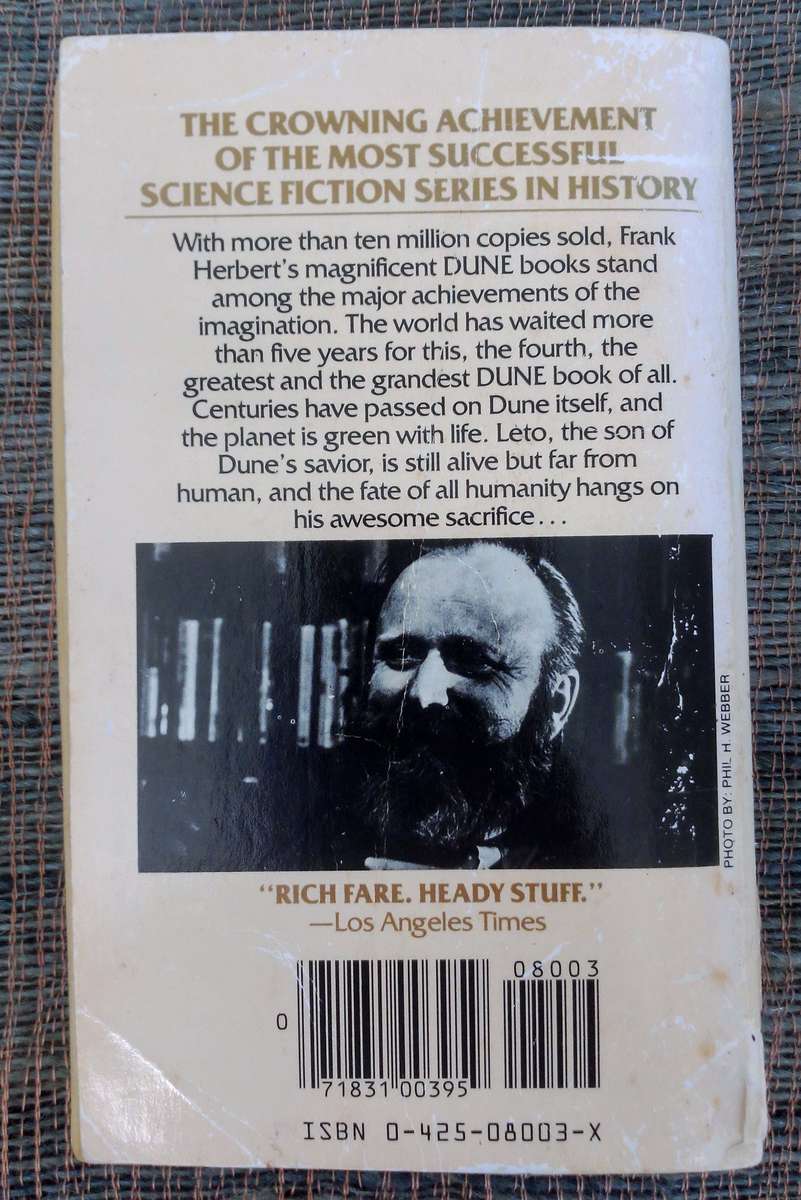 THE CROWNING ACHIEVEMENT
OF THE MOST SUCCESSFUL
SCIENCE FICTION SERIES IN HISTORY
With more than ten million copies sold, Frank
Herbert's magnificent DUNE books stand
among the major achievements of the
imagination. The world has waited more
than five years for this, the fourth, the
greatest and the grandest DUNE book of all.
Centuries have passed on Dune itself, and
the planet is green with life. Leto, the son of
Dune's savior, is still alive but far from
human, and the fate of all humanity hangs on
his awesome sacrifice...
PHOTO BY: PHIL H. WEBBER
"RICH FARE. HEADY STUFF."
—Los Angeles Times
08003
0
71831 00395
ISBN 0-425-08003-X